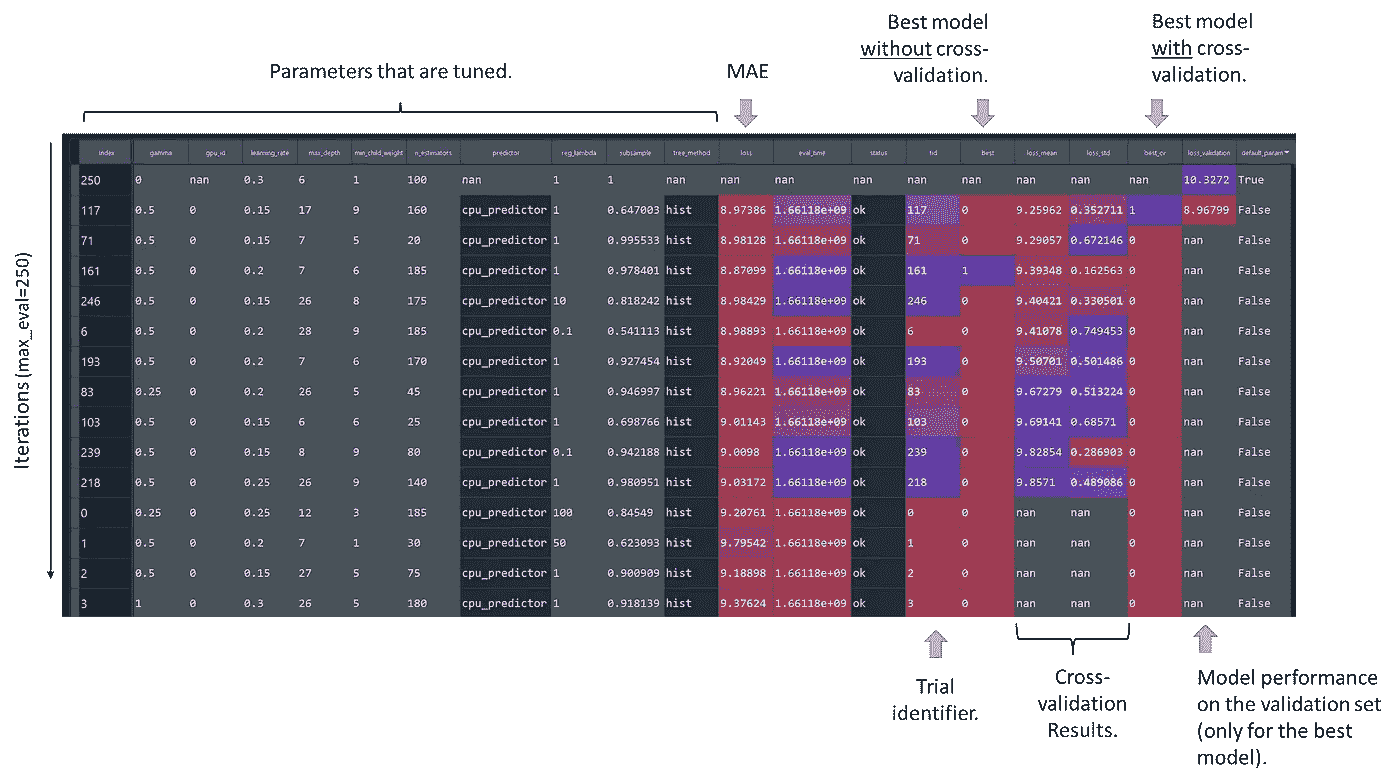 Best model
without cross-
validation.
Best model
with cross-
validation.
Parameters that are tuned.
MAE
Iterations (max_eval=250)
index gamma gpu_id learning_rate max_depth min_child_weight n_estimators predictor reg_lambda subsample tree_method loss eval_time status tid Best loss_mean loss_std best_cv loss_validation default_param
250 0 nan 0.3 6 1 100 nan 1 1 nan nan nan nan nan nan nan nan nan 10.3272 True
117 0.5 0 0.15 17 9 160 cpu_predictor 1 0.647003 hist 8.97386 1.66118e+09 ok 117 0 9.25962 0.352711 1 8.96799 False
71 0.5 0 0.15 7 5 20 cpu_predictor 1 0.995533 hist 8.98128 1.66118e+09 ok 71 0 9.29057 0.672146 0 nan False
161 0.5 0 0.2 7 6 185 cpu_predictor 1 0.978401 hist 8.87099 1.66118e+09 ok 161 1 9.39348 0.162563 0 nan False
246 0.5 0 0.15 26 8 175 cpu_predictor 10 0.818242 hist 8.98429 1.66118e+09 ok 246 0 9.40421 0.330501 0 nan False
6 0.5 0 0.2 28 9 185 cpu_predictor 0.1 0.541113 hist 8.98893 1.66118e+09 ok 6 0 9.41078 0.749453 0 nan False
193 0.5 0 0.2 7 6 170 cpu_predictor 1 0.927454 hist 8.92049 1.66118e+09 ok 193 0 9.50701 0.501486 0 nan False
83 0.25 0 0.2 26 5 45 cpu_predictor 1 0.946997 hist 8.96221 1.66118e+09 ok 83 0 9.67279 0.513224 0 nan False
103 0.5 0 0.15 6 6 25 cpu_predictor 1 0.698766 hist 9.01143 1.66118e+09 ok 103 0 9.69141 0.68571 0 nan False
239 0.5 0 0.15 8 9 80 cpu_predictor 0.1 0.942188 hist 9.0098 1.66118e+09 ok 239 0 9.82854 0.286903 0 nan False
218 0.5 0 0.25 26 9 140 cpu_predictor 1 0.980951 hist 9.03172 1.66118e+09 ok 218 0 9.8571 0.489086 0 nan False
0 0.25 0 0.25 12 3 185 cpu_predictor 100 0.84549 hist 9.20761 1.66118e+09 ok 0 0 nan nan 0 nan False
1 0.5 0 0.2 7 1 30 cpu_predictor 50 0.623093 hist 9.79542 1.66118e+09 ok 1 0 nan nan 0 nan False
2 0.5 0 0.15 27 5 75 cpu_predictor 1 0.900909 hist 9.18898 1.66118e+09 ok 2 0 nan nan 0 nan False
3 1 0 0.3 26 5 180 cpu_predictor 1 0.918139 hist 9.37624 1.66118e+09 ok 3 0 nan nan 0 nan False
Trial
identifier.
Cross-
validation
Results.
Model performance
on the validation set
(only for the best
model).